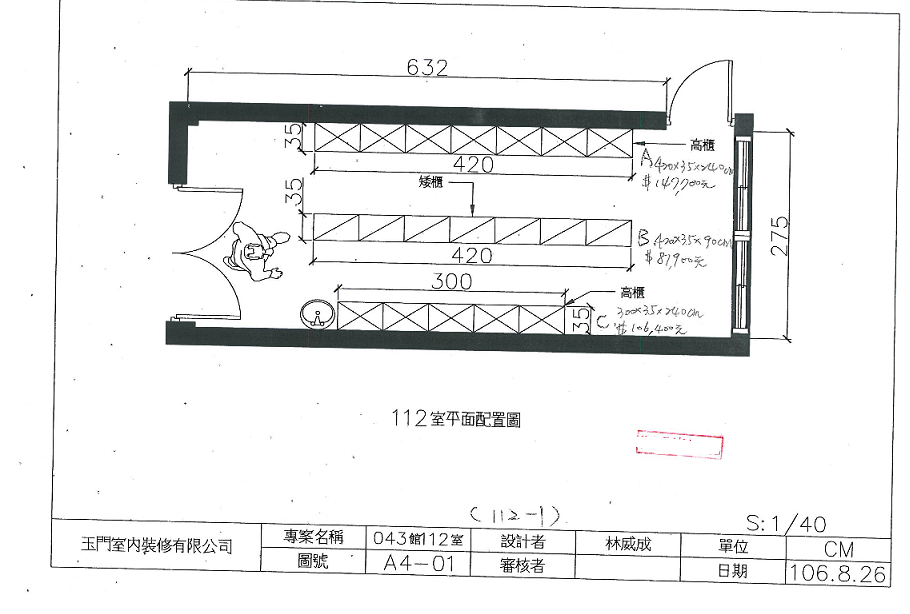 632
35
高櫃
A 420×35×240cm
$147,700元
420
35
矮櫃
B 420×35×90cm
$87,900元
420
275
300
高櫃
35
C 300×35×240cm
$106,400元
112室平面配置圖
(112-1)
S:1/40
玉門室內裝修有限公司
專案名稱 043館112室 設計者 林威成 單位 CM
圖號 A4-01 審核者 日期 106.8.26